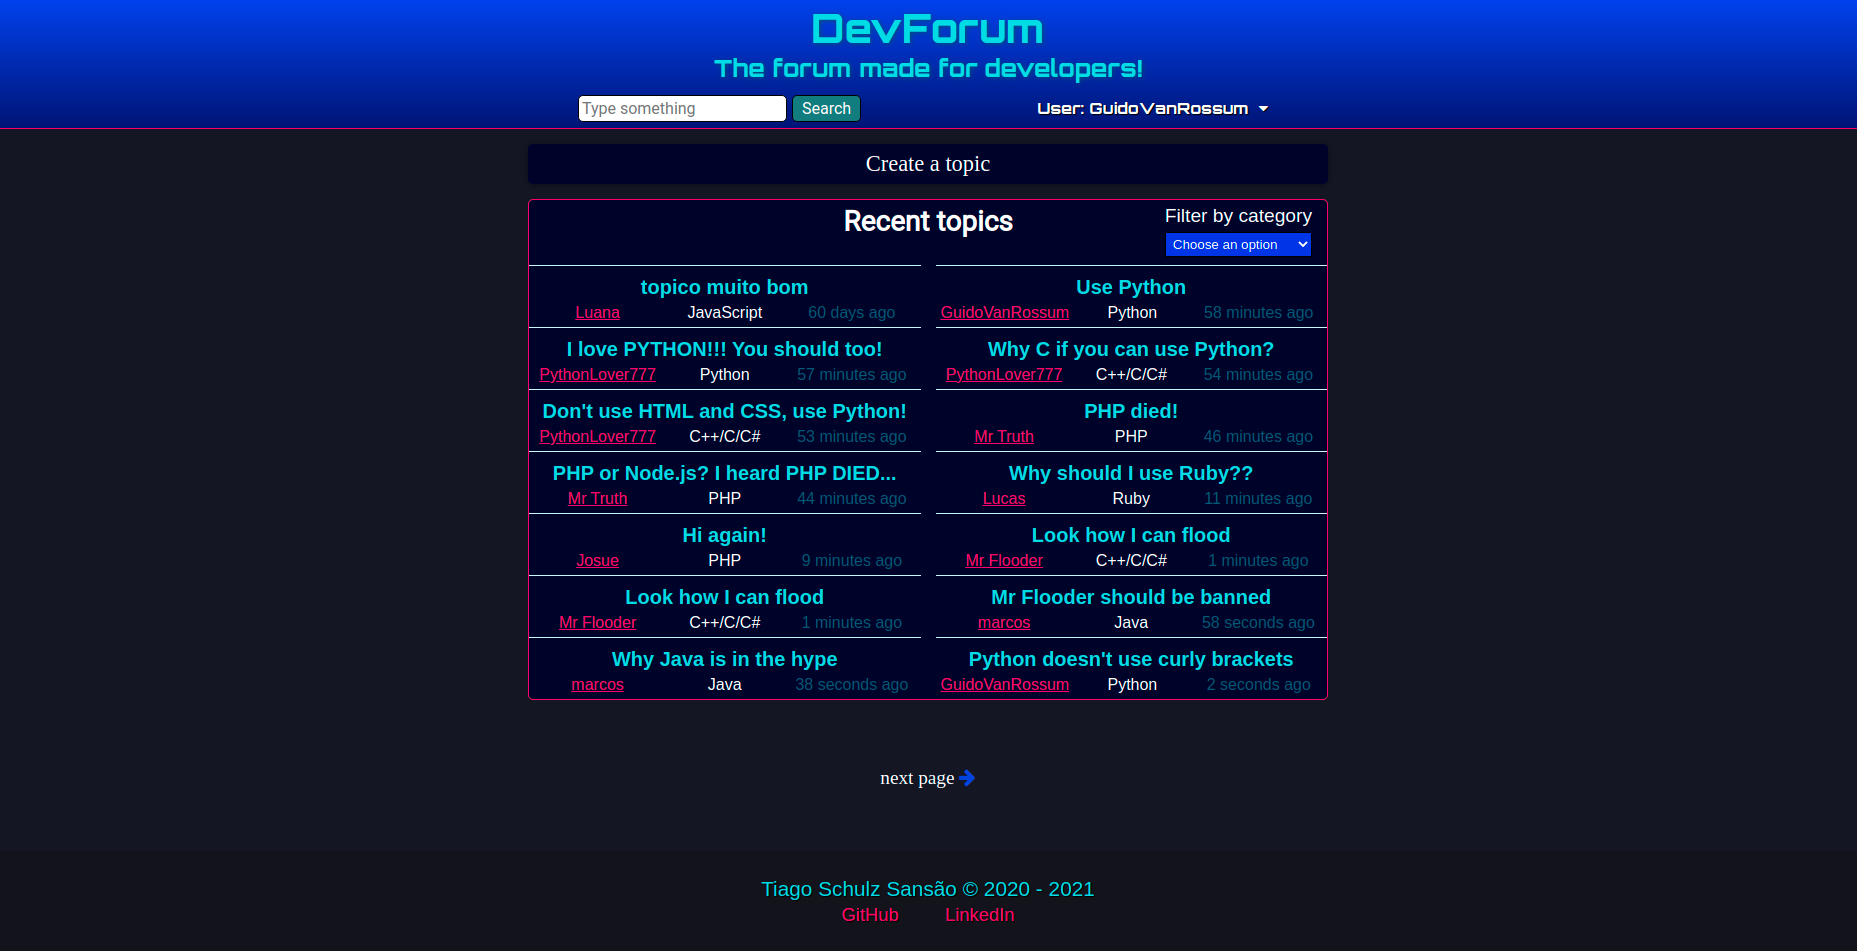 DevForum
The forum made for developers!
Type something Search User: GuidoVanRossum
Create a topic
Recent topics
Filter by category
Choose an option
topico muito bom
Luana JavaScript 60 days ago
Use Python
GuidoVanRossum Python 58 minutes ago
I love PYTHON!!! You should too!
PythonLover777 Python 57 minutes ago
Why C if you can use Python?
PythonLover777 C++/C/C# 54 minutes ago
Don't use HTML and CSS, use Python!
PythonLover777 C++/C/C# 53 minutes ago
PHP died!
Mr Truth PHP 46 minutes ago
PHP or Node.js? I heard PHP DIED...
Mr Truth PHP 44 minutes ago
Why should I use Ruby??
Lucas Ruby 11 minutes ago
Hi again!
Josue PHP 9 minutes ago
Look how I can flood
Mr Flooder C++/C/C# 1 minutes ago
Look how I can flood
Mr Flooder C++/C/C# 1 minutes ago
Mr Flooder should be banned
marcos Java 58 seconds ago
Why Java is in the hype
marcos Java 38 seconds ago
Python doesn't use curly brackets
GuidoVanRossum Python 2 seconds ago
next page
Tiago Schulz Sansão © 2020 - 2021
GitHub LinkedIn